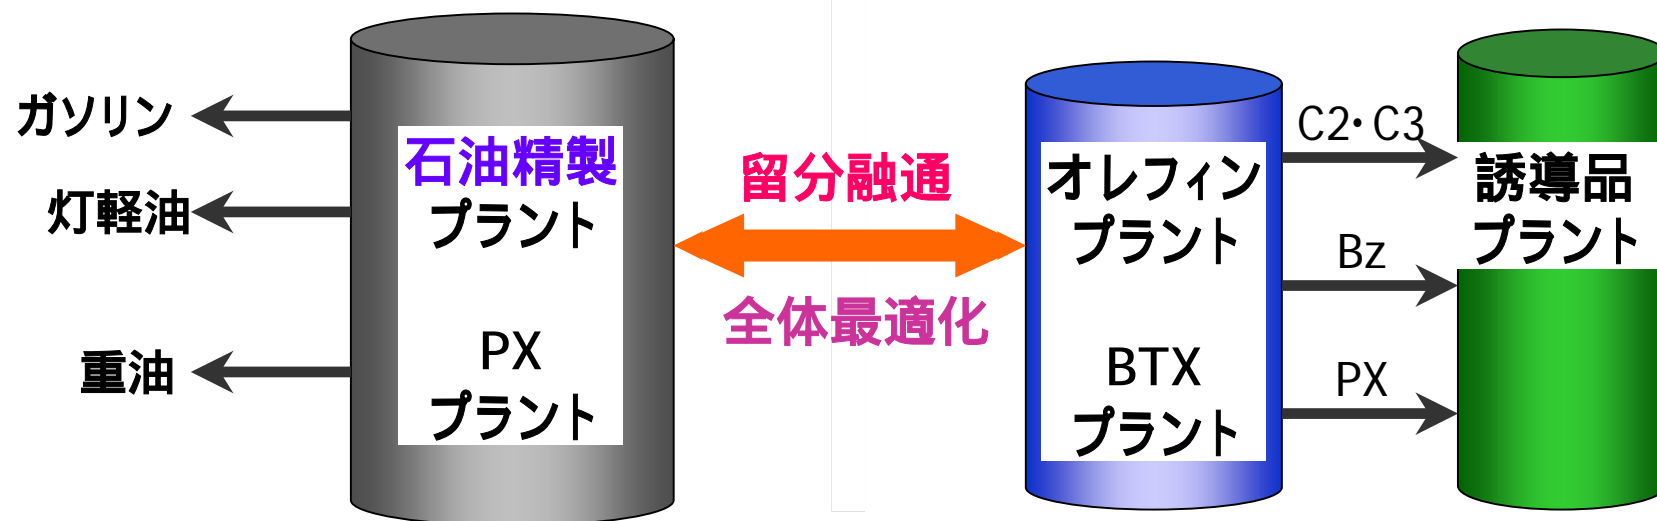 ガソリン
灯軽油
重油
石油精製
プラント
PX
プラント
留分融通
全体最適化
オレフィン
プラント
BTX
プラント
C2・C3
Bz
PX
誘導品
プラント